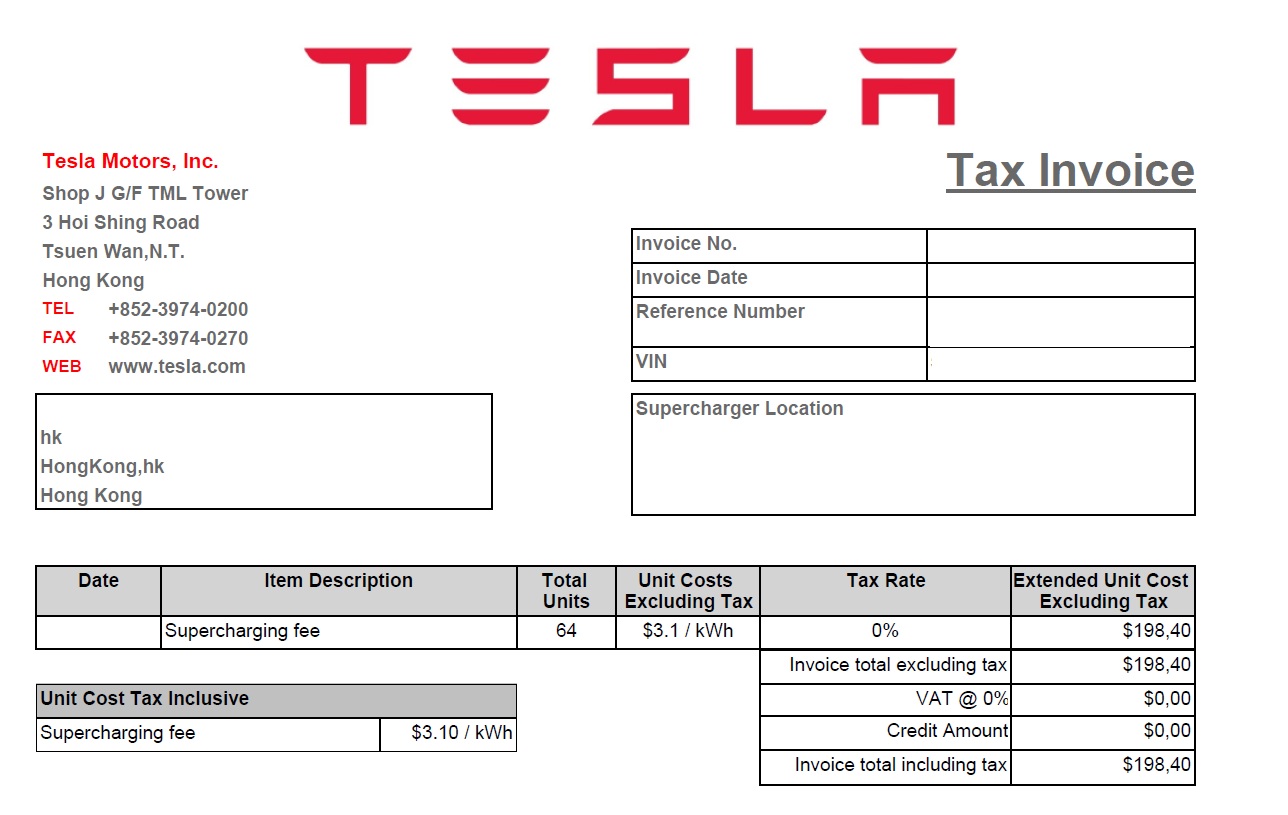 TESLA
Tesla Motors, Inc.
Shop J G/F TML Tower
3 Hoi Shing Road
Tsuen Wan,N.T.
Hong Kong
TEL +852-3974-0200
FAX +852-3974-0270
WEB www.tesla.com
Tax Invoice
Invoice No.
Invoice Date
Reference Number
VIN
hk
HongKong,hk
Hong Kong
Supercharger Location
Date Item Description Total Units Unit Costs Excluding Tax Tax Rate Extended Unit Cost Excluding Tax
Supercharging fee 64 $3.1 / kWh 0% $198,40
Invoice total excluding tax $198,40
VAT @ 0% $0,00
Credit Amount $0,00
Invoice total including tax $198,40
Unit Cost Tax Inclusive
Supercharging fee $3.10 / kWh